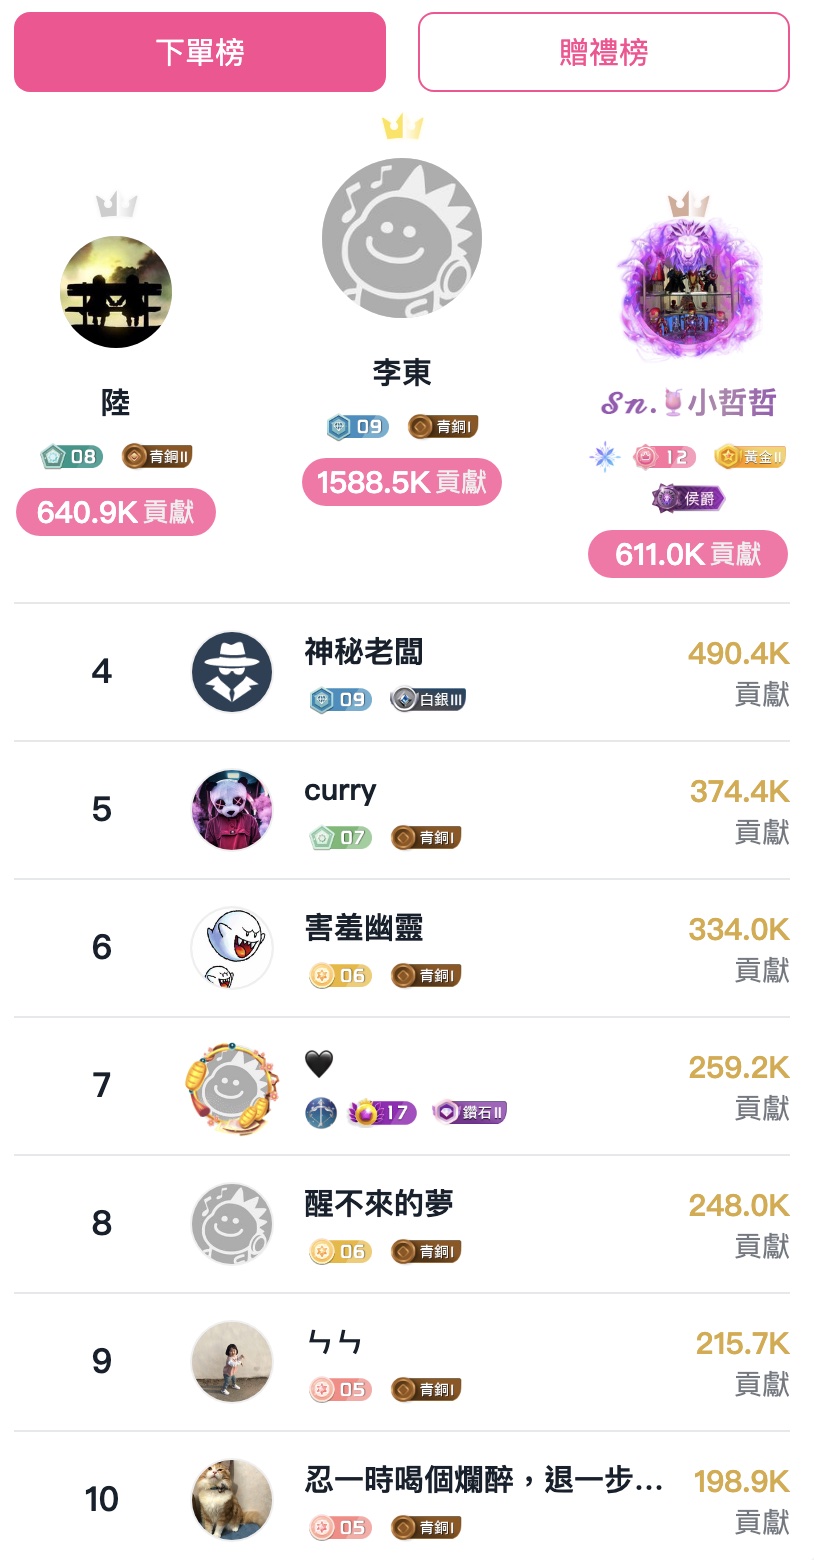 下單榜
贈禮榜
李東
09 青銅I
1588.5K 貢獻
陸
08 青銅II
640.9K 貢獻
𝓢𝓷.🍹小哲哲
12 黃金II
侯爵
611.0K 貢獻
4
神秘老闆
09 白銀III
490.4K
貢獻
5
curry
07 青銅I
374.4K
貢獻
6
害羞幽靈
06 青銅I
334.0K
貢獻
7
🖤
17 鑽石II
259.2K
貢獻
8
醒不來的夢
06 青銅I
248.0K
貢獻
9
ㄣㄣ
05 青銅I
215.7K
貢獻
10
忍一時喝個爛醉，退一步...
05 青銅I
198.9K
貢獻